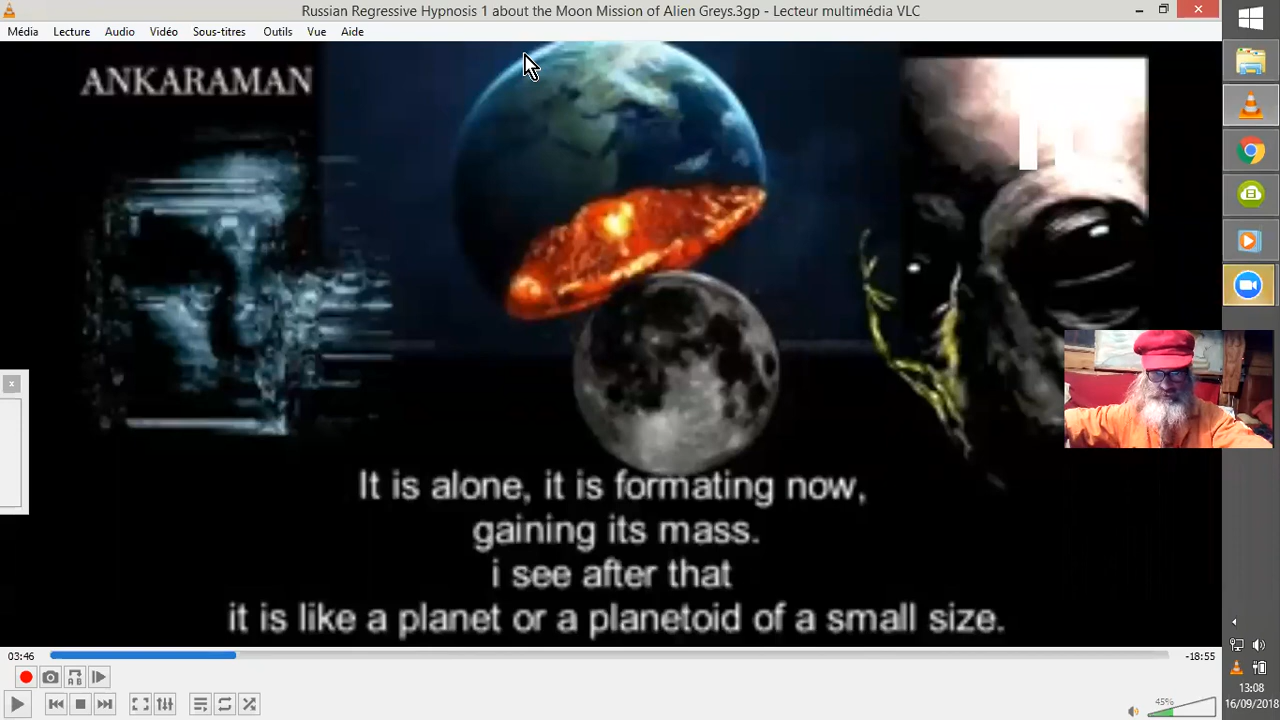 Russian Regressive Hypnosis 1 about the Moon Mission of Alien Greys.3gp - Lecteur multimédia VLC
Média Lecture Audio Vidéo Sous-titres Outils Vue Aide
ANKARAMAN
It is alone, it is formating now,
gaining its mass.
i see after that
it is like a planet or a planetoid of a small size.
03:46
-18:55
45%
13:08
16/09/2018